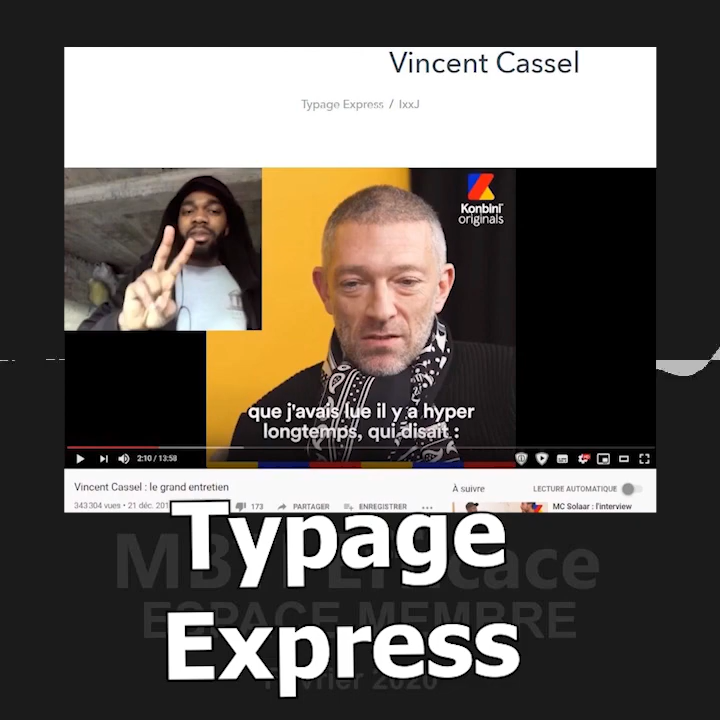 Vincent Cassel
Typage Express / IxxJ
Konbini
originals
que j'avais lue il y a hyper
longtemps, qui disait :
2:10 / 13:58
Vincent Cassel : le grand entretien
À suivre
LECTURE AUTOMATIQUE
343 304 vues • 21 déc. 201
173
PARTAGER
ENREGISTRER
MC Solaar : l'interview
Typage
Express
ESPACE MEMBRE
2020